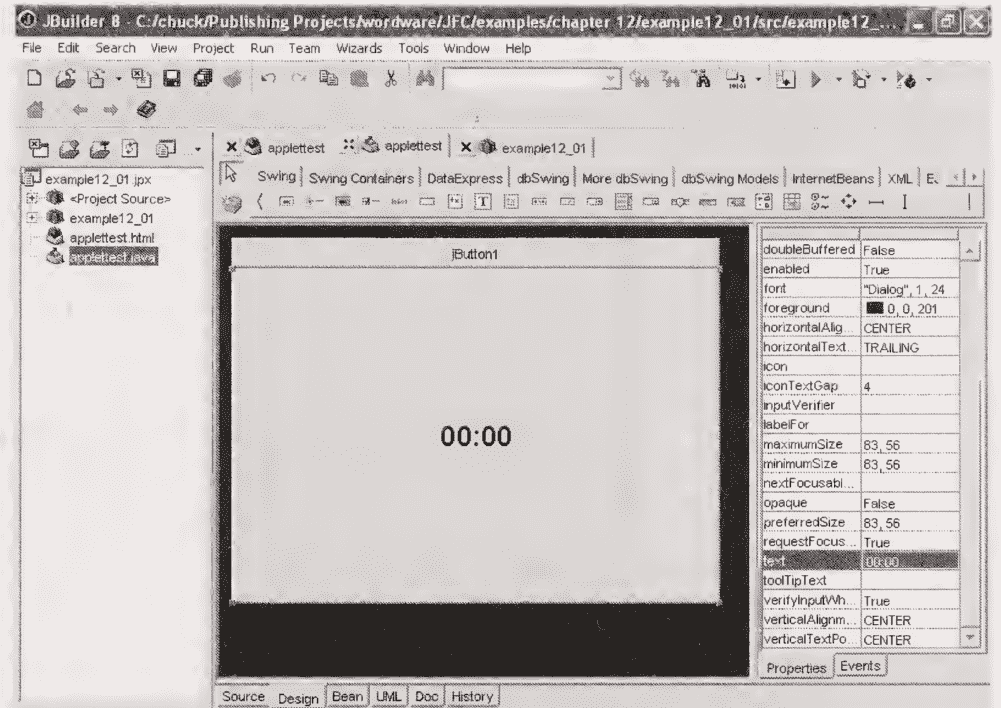 JBuilder 8 - C:/chuck/Publishing Projects/wordware/JFC/examples/chapter 12/example12_01/src/example12_....
File Edit Search View Project Run Team Wizards Tools Window Help
applettest applettest example12_01
example12_01.jpx
<Project Source>
example12_01
applettest.html
applettest.java
Swing Swing Containers DataExpress dbSwing More dbSwing dbSwing Models InternetBeans XML
jButton1
00:00
doubleBuffered False
enabled True
font "Dialog", 1, 24
foreground 0, 0, 201
horizontalAlig... CENTER
horizontalText... TRAILING
icon
iconTextGap 4
inputVerifier
labelFor
maximumSize 83, 56
minimumSize 83, 56
nextFocusabl...
opaque False
preferredSize 83, 56
requestFocus... True
text 00:00
toolTipText
verifyInputWh... True
verticalAlignm... CENTER
verticalTextPo... CENTER
Properties Events
Source Design Bean UML Doc History